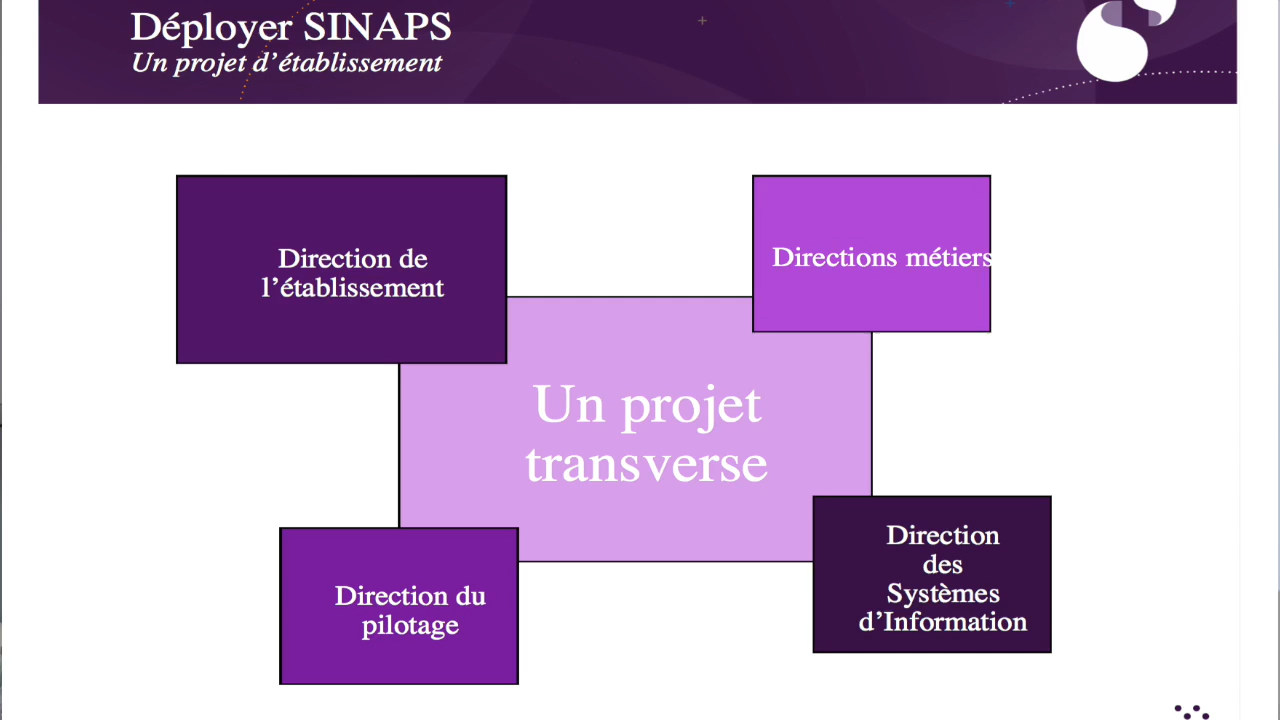 Déployer SINAPS
Un projet d’établissement
Direction de
l’établissement
Directions métiers
Un projet
transverse
Direction du
pilotage
Direction
des
Systèmes
d’Information